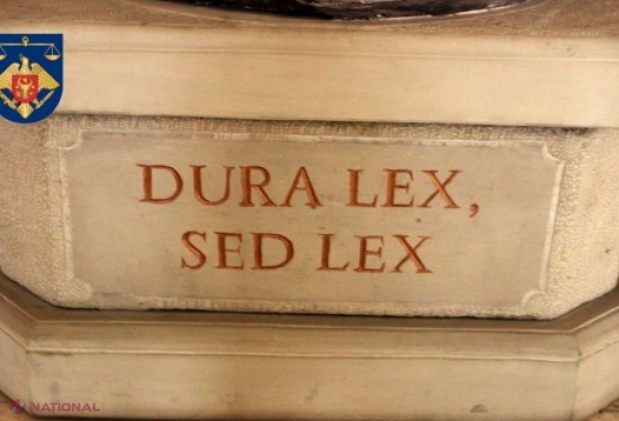 DURA LEX,
SED LEX
NATIONAL